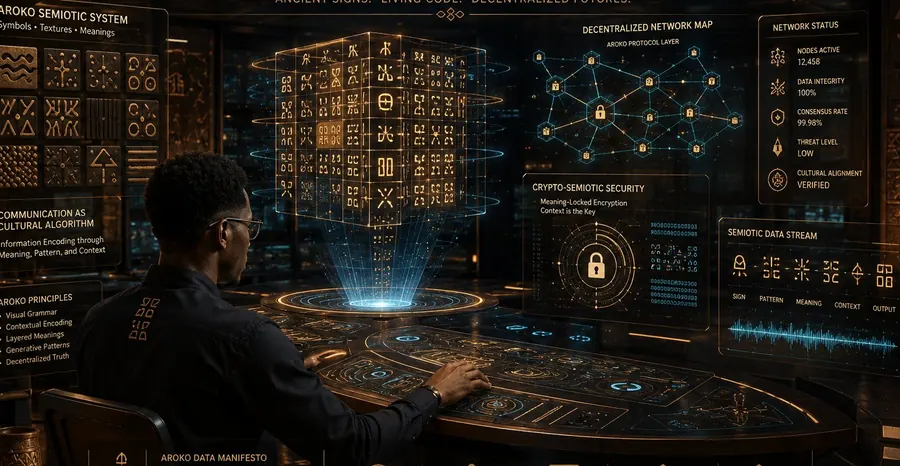 ANCIENT SIGNS. LIVING CODE. DECENTRALIZED FUTURES.
AROKO SEMIOTIC SYSTEM
Symbols • Textures • Meanings
COMMUNICATION AS
CULTURAL ALGORITHM
Information Encoding through
Meaning, Pattern, and Context
AROKO PRINCIPLES
• Visual Grammar
• Contextual Encoding
• Layered Meanings
• Generative Patterns
• Decentralized Truth
AROKO DATA MANIFESTO
DECENTRALIZED NETWORK MAP
AROKO PROTOCOL LAYER
NETWORK STATUS
NODES ACTIVE
12,458
DATA INTEGRITY
100%
CONSENSUS RATE
99.98%
THREAT LEVEL
LOW
CULTURAL ALIGNMENT
VERIFIED
CRYPTO-SEMIOTIC SECURITY
Meaning-Locked Encryption
Context is the Key
SEMIOTIC DATA STREAM
SIGN PATTERN MEANING CONTEXT OUTPUT